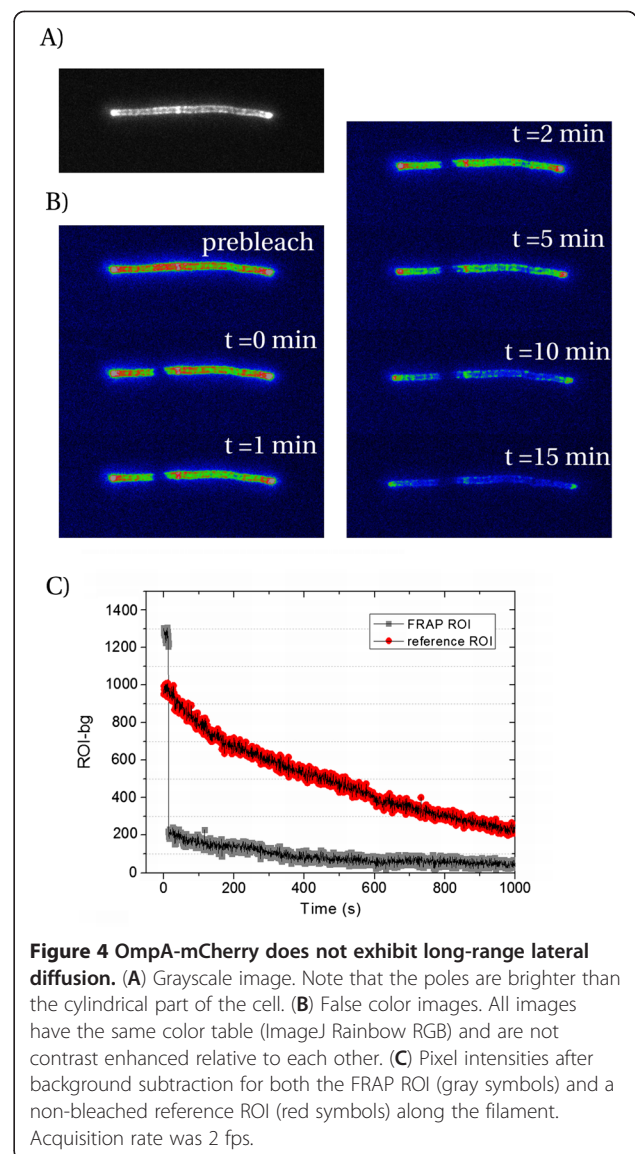 A)
B)
prebleach
t =0 min
t =1 min
t =2 min
t =5 min
t =10 min
t =15 min
C)
1400
1200
1000
800
600
400
200
0
ROI-bg
FRAP ROI
reference ROI
0 200 400 600 800 1000
Time (s)
Figure 4 OmpA-mCherry does not exhibit long-range lateral
diffusion. (A) Grayscale image. Note that the poles are brighter than
the cylindrical part of the cell. (B) False color images. All images
have the same color table (ImageJ Rainbow RGB) and are not
contrast enhanced relative to each other. (C) Pixel intensities after
background subtraction for both the FRAP ROI (gray symbols) and a
non-bleached reference ROI (red symbols) along the filament.
Acquisition rate was 2 fps.